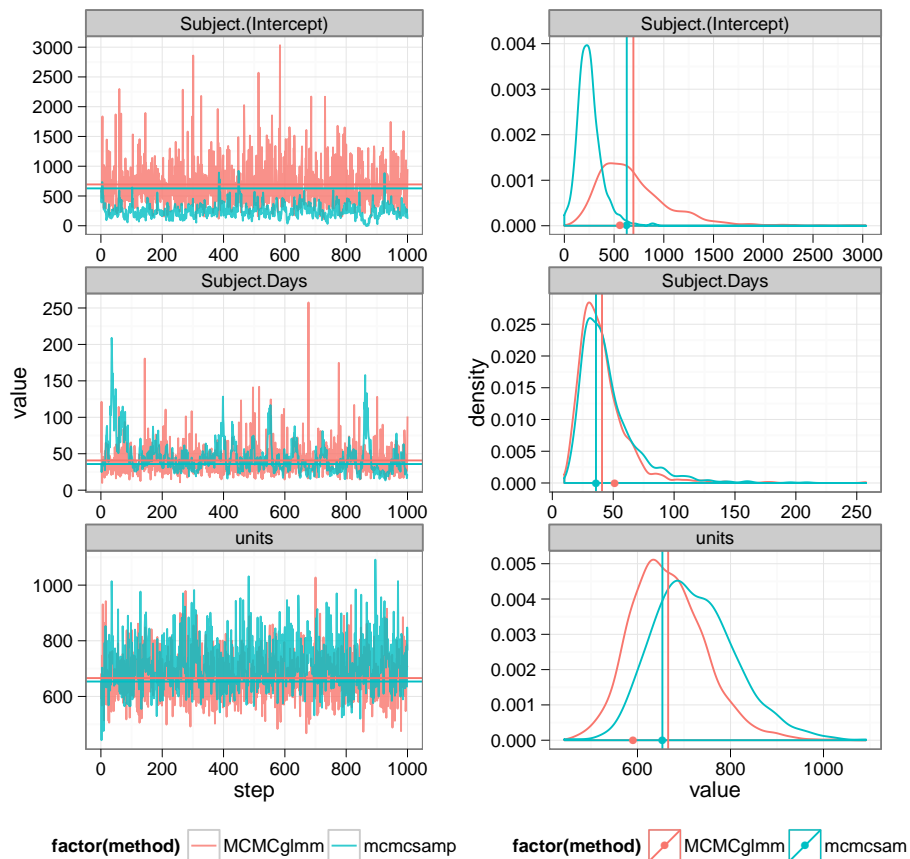 Subject.(Intercept)
3000
2500
2000
1500
1000
500
0
0 200 400 600 800 1000
Subject.Days
250
200
150
100
50
0
0 200 400 600 800 1000
units
1000
800
600
0 200 400 600 800 1000
value
step
factor(method) MCMCglmm mcmcsamp
Subject.(Intercept)
0.004
0.003
0.002
0.001
0.000
0 500 1000 1500 2000 2500 3000
Subject.Days
0.025
0.020
0.015
0.010
0.005
0.000
0 50 100 150 200 250
units
0.005
0.004
0.003
0.002
0.001
0.000
600 800 1000
density
value
factor(method) MCMCglmm mcmcsam